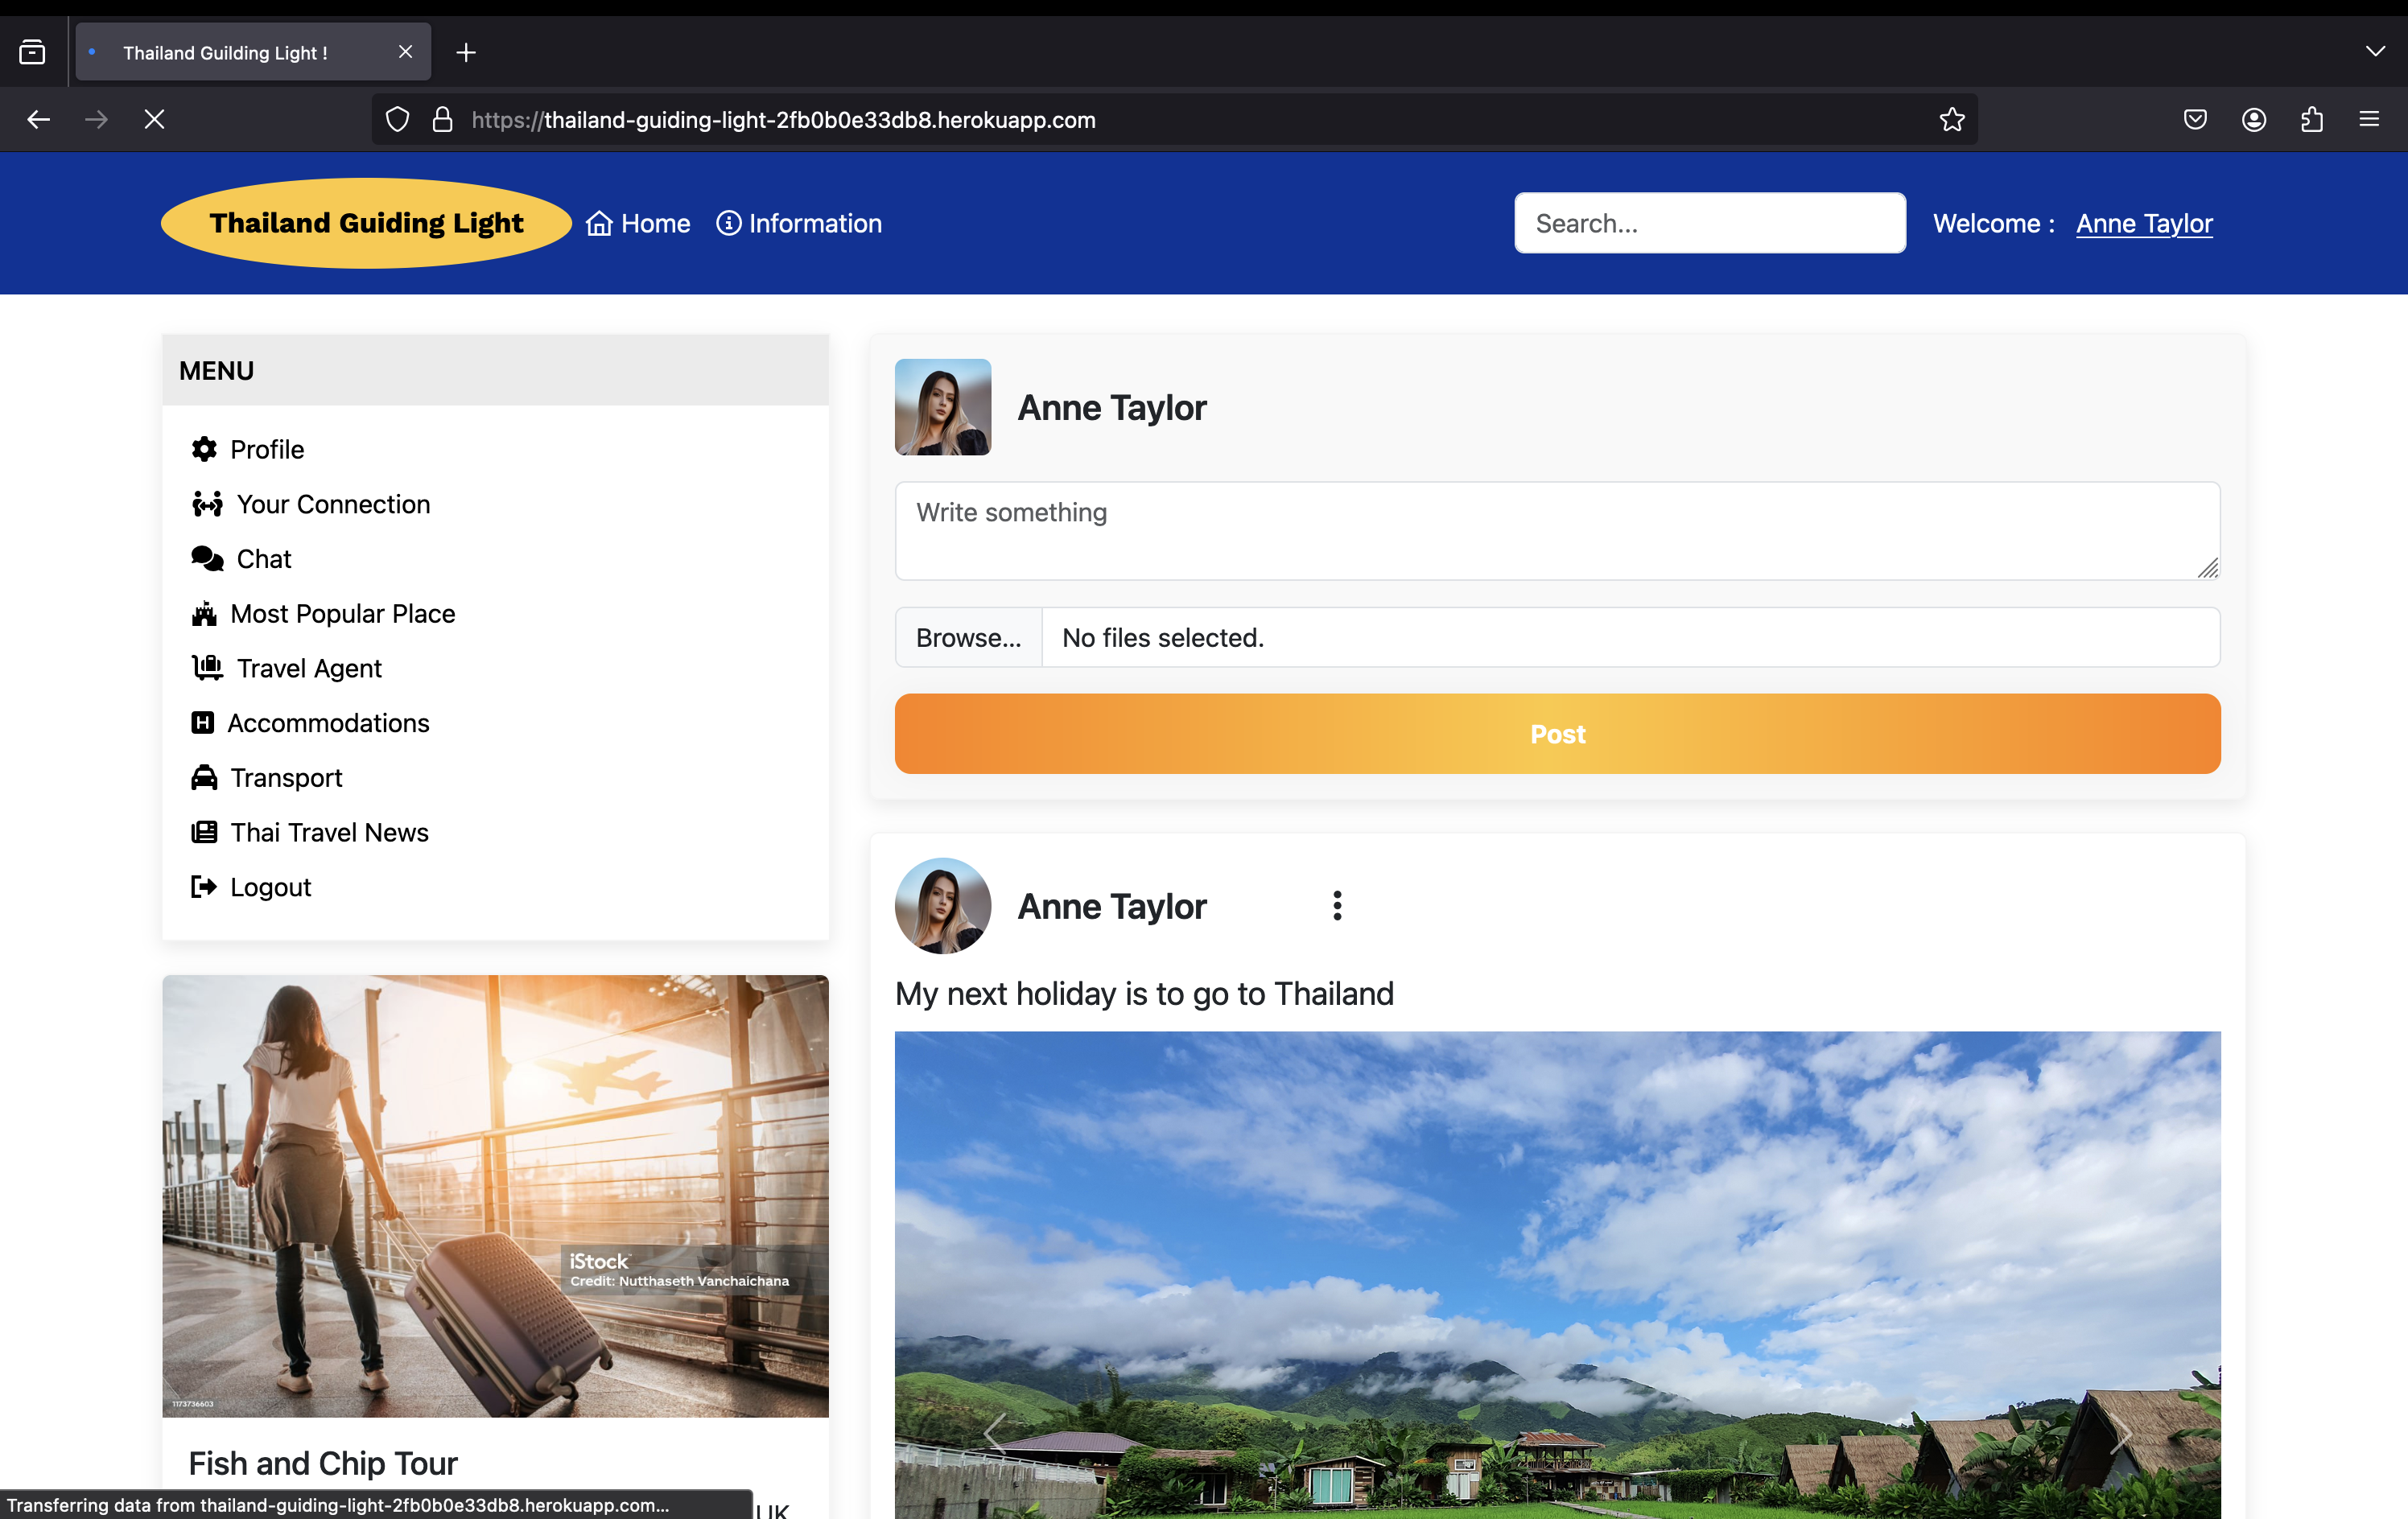 Thailand Guilding Light !
https://thailand-guiding-light-2fb0b0e33db8.herokuapp.com
Thailand Guiding Light
Home
Information
Search...
Welcome : Anne Taylor
MENU
Profile
Your Connection
Chat
Most Popular Place
Travel Agent
Accommodations
Transport
Thai Travel News
Logout
iStock
Credit: Nutthaseth Vanchaichana
1173736603
Fish and Chip Tour
UK
Transferring data from thailand-guiding-light-2fb0b0e33db8.herokuapp.com...
Anne Taylor
Write something
Browse... No files selected.
Post
Anne Taylor
My next holiday is to go to Thailand